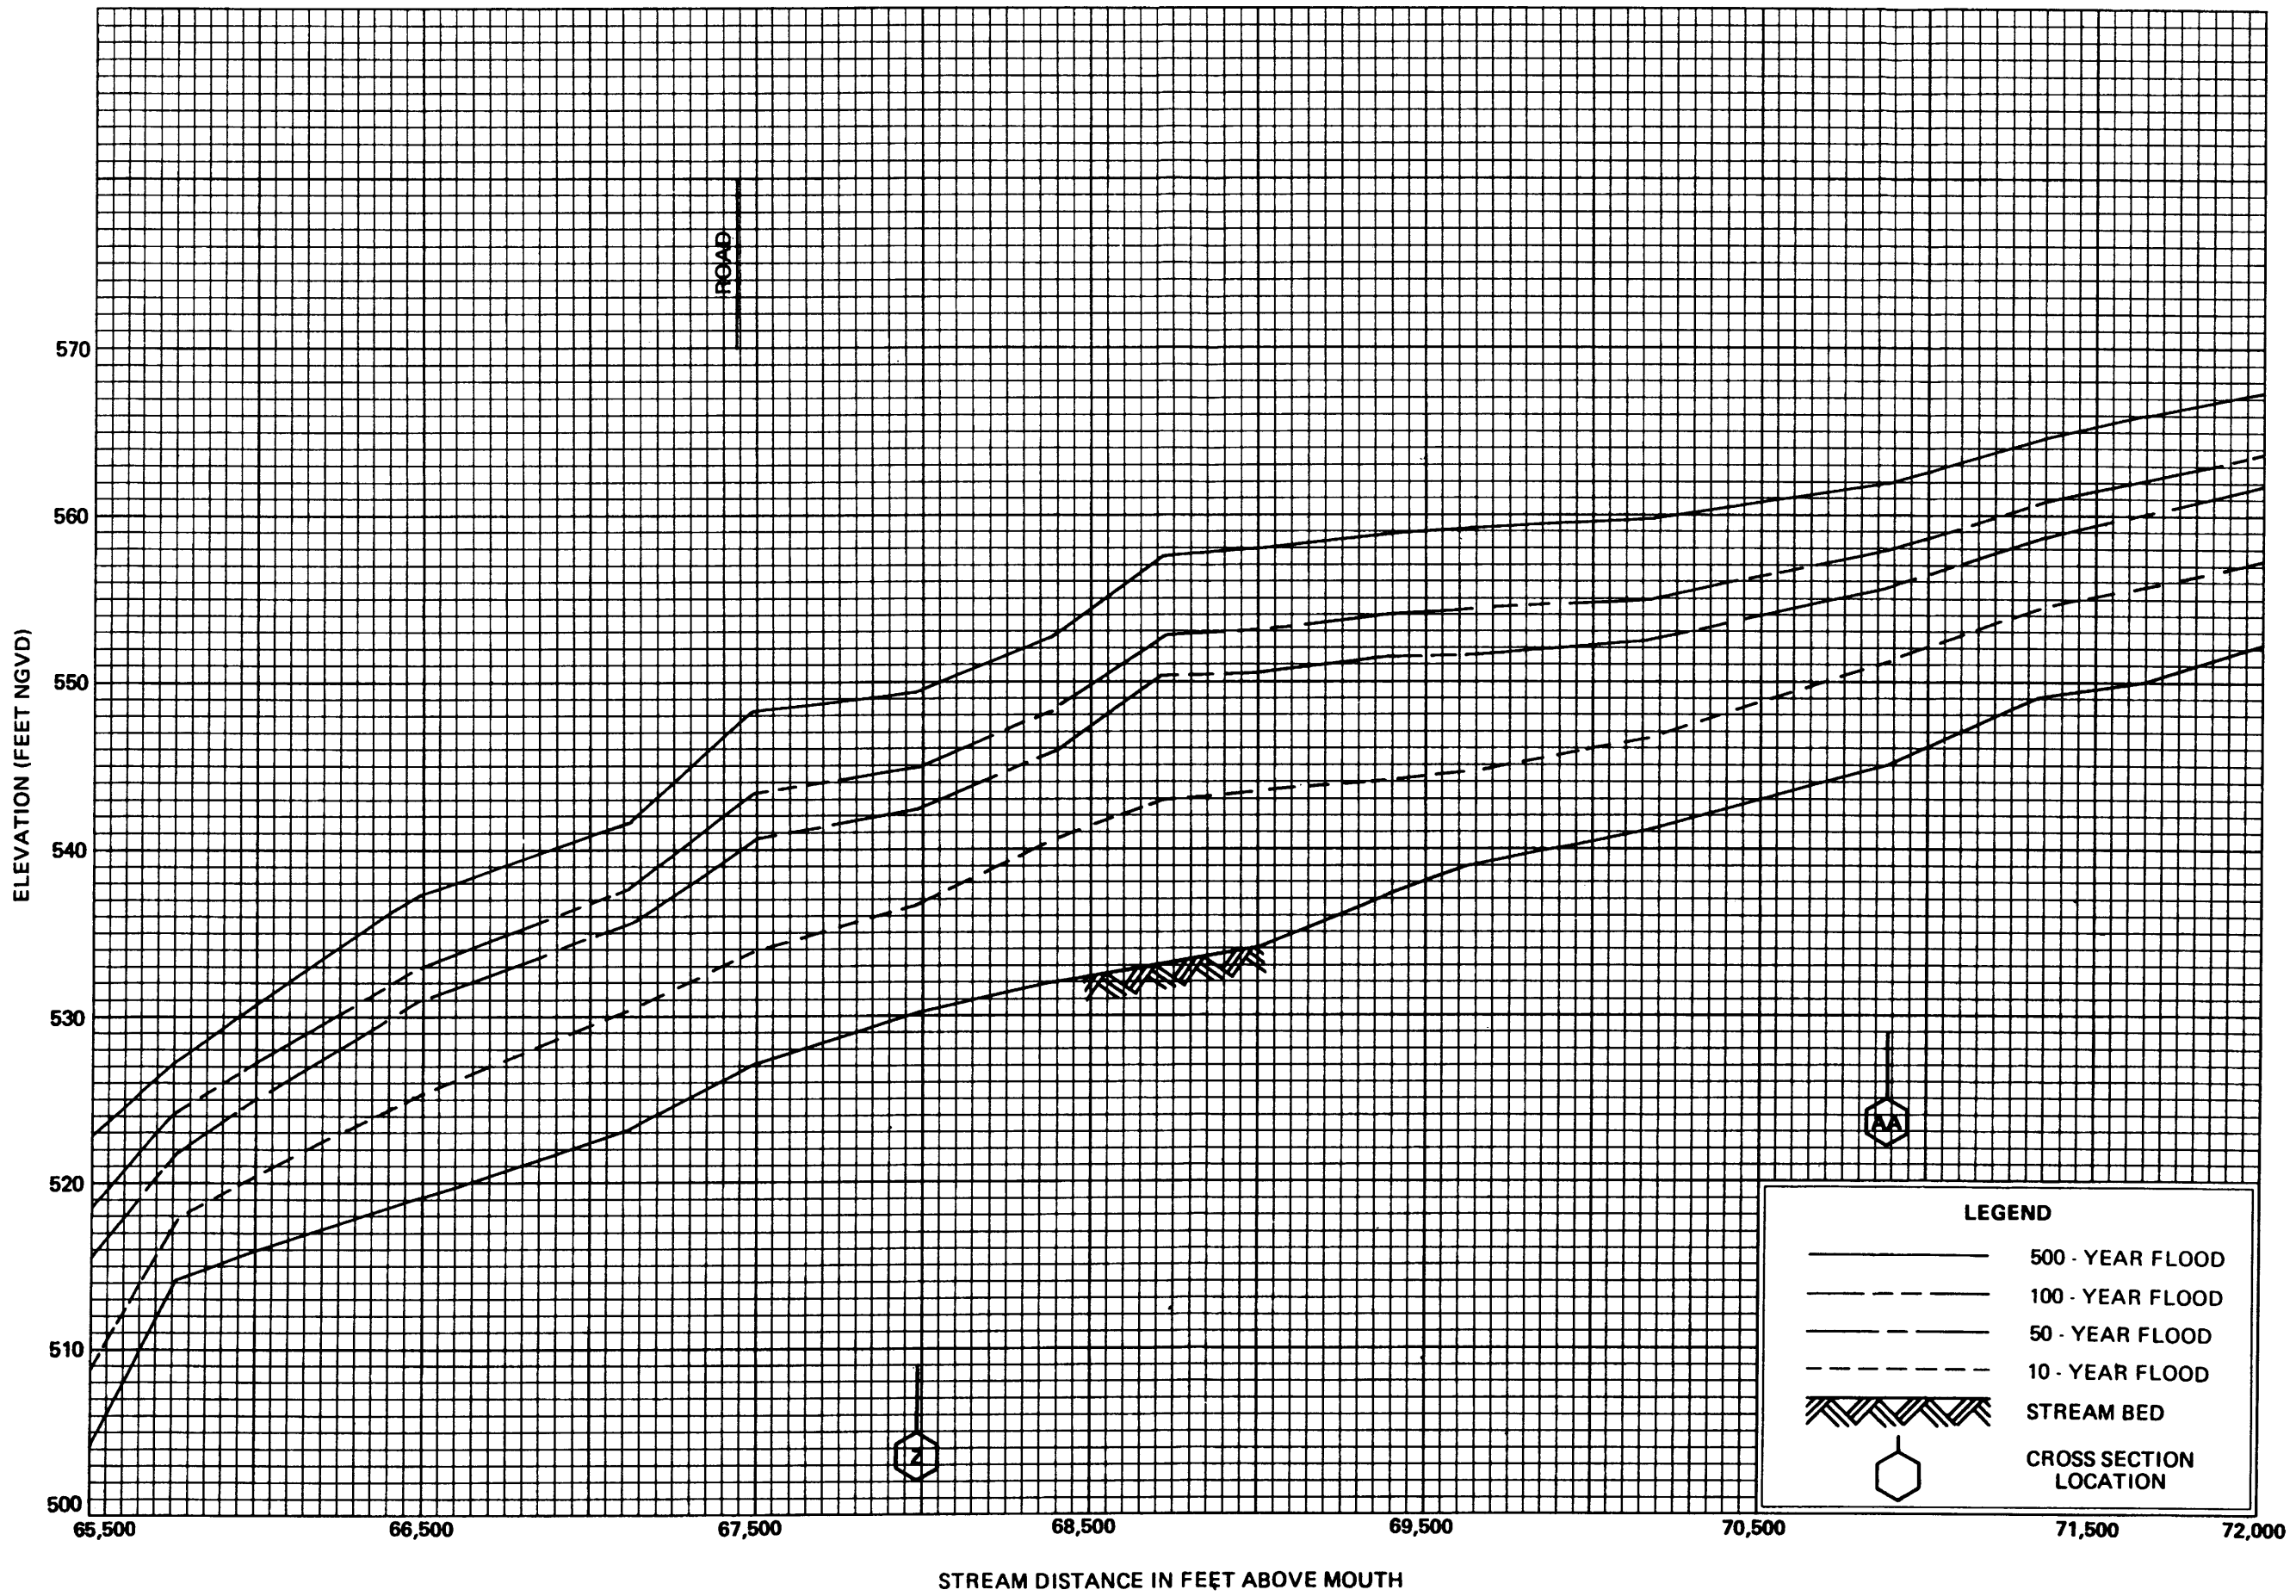 ROAD
570
560
550
540
530
520
510
500
ELEVATION (FEET NGVD)
AA
Z
LEGEND
500 - YEAR FLOOD
100 - YEAR FLOOD
50 - YEAR FLOOD
10 - YEAR FLOOD
STREAM BED
CROSS SECTION
LOCATION
65,500 66,500 67,500 68,500 69,500 70,500 71,500 72,000
STREAM DISTANCE IN FEET ABOVE MOUTH